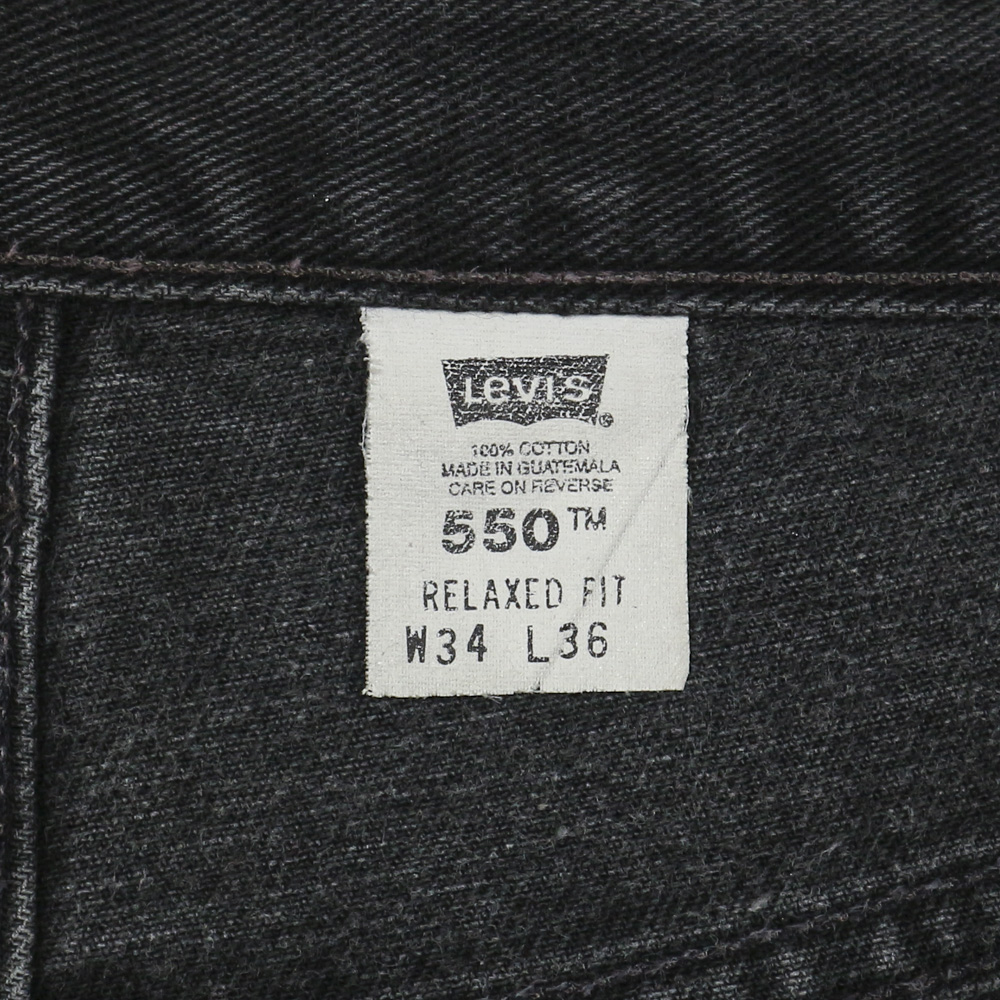 Levi's®
100% COTTON
MADE IN GUATEMALA
CARE ON REVERSE
550™
RELAXED FIT
W34 L36